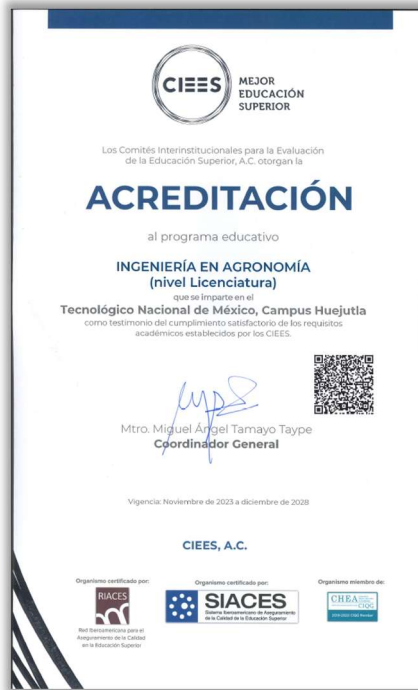 CIEES
MEJOR
EDUCACIÓN
SUPERIOR
Los Comités Interinstitucionales para la Evaluación
de la Educación Superior, A.C. otorgan la
ACREDITACIÓN
al programa educativo
INGENIERÍA EN AGRONOMÍA
(nivel Licenciatura)
que se imparte en el
Tecnológico Nacional de México, Campus Huejutla
como testimonio del cumplimiento satisfactorio de los requisitos
académicos establecidos por los CIEES.
Mtro. Miguel Ángel Tamayo Taype
Coordinador General
Vigencia: Noviembre de 2023 a diciembre de 2028
CIEES, A.C.
Organismo certificado por:
RIACES
Red Iberoamericana para el
Aseguramiento de la Calidad
en la Educación Superior
Organismo certificado por:
SIACES
Sistema Iberoamericano de Aseguramiento
de la Calidad de la Educación Superior
Organismo miembro de:
CHEA
CIQG